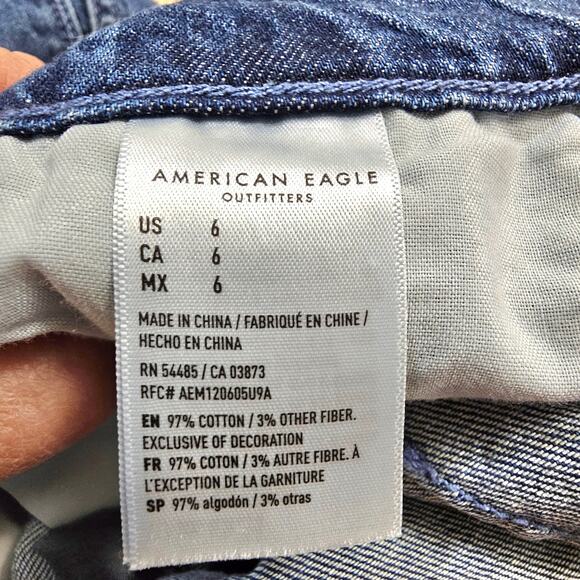 AMERICAN EAGLE
OUTFITTERS
US 6
CA 6
MX 6
MADE IN CHINA / FABRIQUÉ EN CHINE /
HECHO EN CHINA
RN 54485 / CA 03873
RFC# AEM120605U9A
EN 97% COTTON / 3% OTHER FIBER.
EXCLUSIVE OF DECORATION
FR 97% COTON / 3% AUTRE FIBRE. À
L'EXCEPTION DE LA GARNITURE
SP 97% algodón / 3% otras